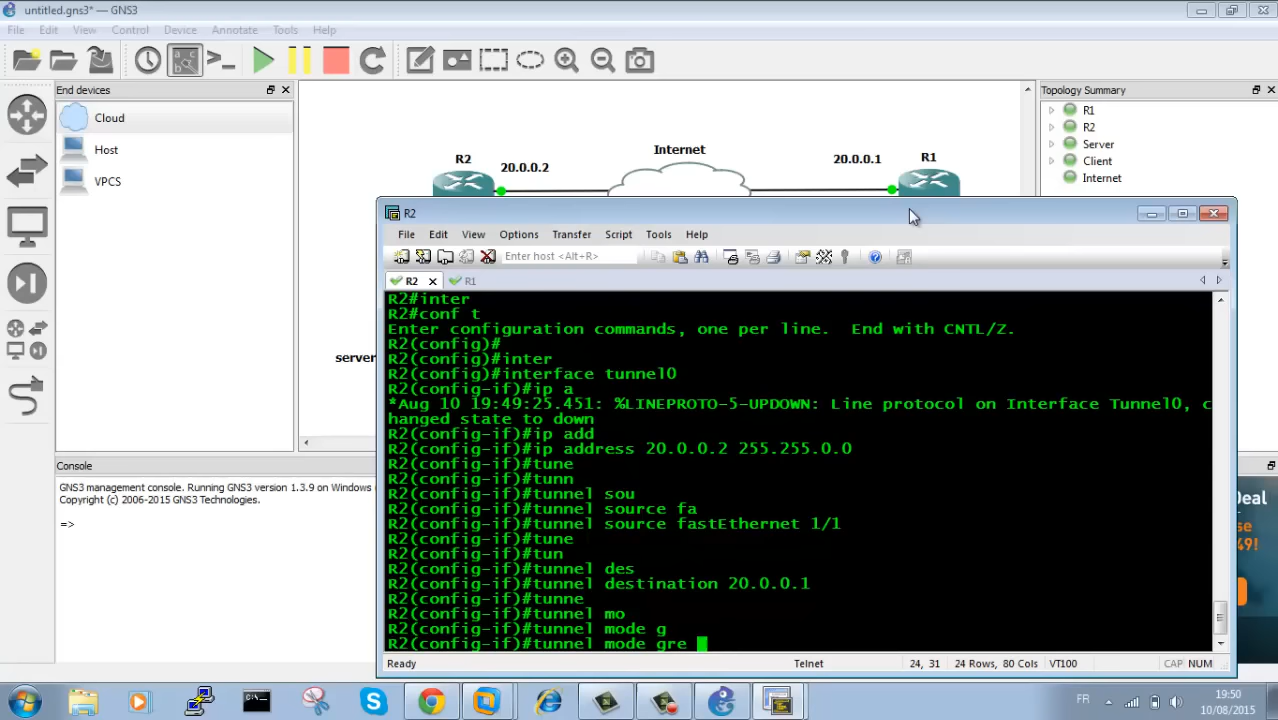 untitled.gns3* — GNS3
File Edit View Control Device Annotate Tools Help
End devices
Cloud
Host
VPCS
Internet
R2
20.0.0.2
20.0.0.1
R1
server
Topology Summary
R1
R2
Server
Client
Internet
R2
File Edit View Options Transfer Script Tools Help
Enter host <Alt+R>
R2 R1
R2#inter
R2#conf t
Enter configuration commands, one per line.  End with CNTL/Z.
R2(config)#
R2(config)#inter
R2(config)#interface tunnel0
R2(config-if)#ip a
*Aug 10 19:49:25.451: %LINEPROTO-5-UPDOWN: Line protocol on Interface Tunnel0, c
hanged state to down
R2(config-if)#ip add
R2(config-if)#ip address 20.0.0.2 255.255.0.0
R2(config-if)#tune
R2(config-if)#tunn
R2(config-if)#tunnel sou
R2(config-if)#tunnel source fa
R2(config-if)#tunnel source fastEthernet 1/1
R2(config-if)#tune
R2(config-if)#tun
R2(config-if)#tunnel des
R2(config-if)#tunnel destination 20.0.0.1
R2(config-if)#tunne
R2(config-if)#tunnel mo
R2(config-if)#tunnel mode g
R2(config-if)#tunnel mode gre
Ready Telnet 24, 31 24 Rows, 80 Cols VT100 CAP NUM
Console
GNS3 management console. Running GNS3 version 1.3.9 on Windows
Copyright (c) 2006-2015 GNS3 Technologies.
=>
Deal
se
49!
FR
19:50
10/08/2015